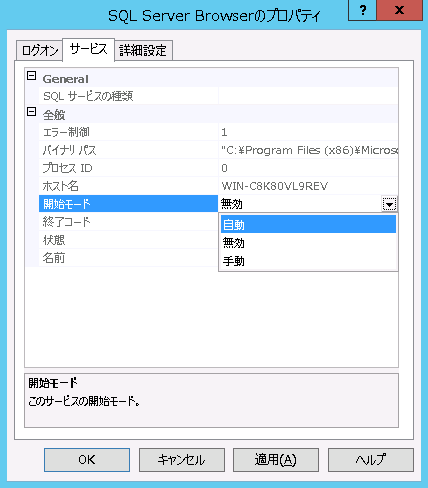 SQL Server Browserのプロパティ
? x
ログオン サービス 詳細設定
General
SQL サービスの種類
全般
エラー制御 1
バイナリ パス "C:¥Program Files (x86)¥Microso
プロセス ID 0
ホスト名 WIN-C8K80VL9REV
開始モード 無効
終了コード 自動
状態 無効
名前 手動
開始モード
このサービスの開始モード。
OK キャンセル 適用(A) ヘルプ